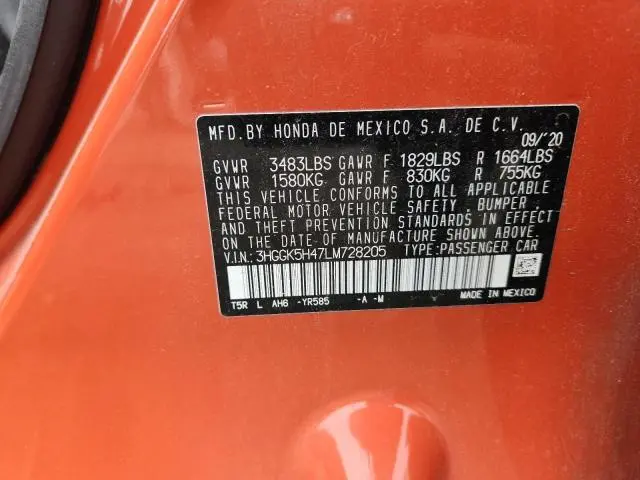 MFD. BY HONDA DE MEXICO S.A. DE C.V.
09/'20
GVWR 3483LBS GAWR F 1829LBS R 1664LBS
GVWR 1580KG GAWR F 830KG R 755KG
THIS VEHICLE CONFORMS TO ALL APPLICABLE
FEDERAL MOTOR VEHICLE SAFETY, BUMPER
AND THEFT PREVENTION STANDARDS IN EFFECT
ON THE DATE OF MANUFACTURE SHOWN ABOVE.
V.I.N.:3HGGK5H47LM728205 TYPE:PASSENGER CAR
T5R L AH6 -YR585 -A -M MADE IN MEXICO